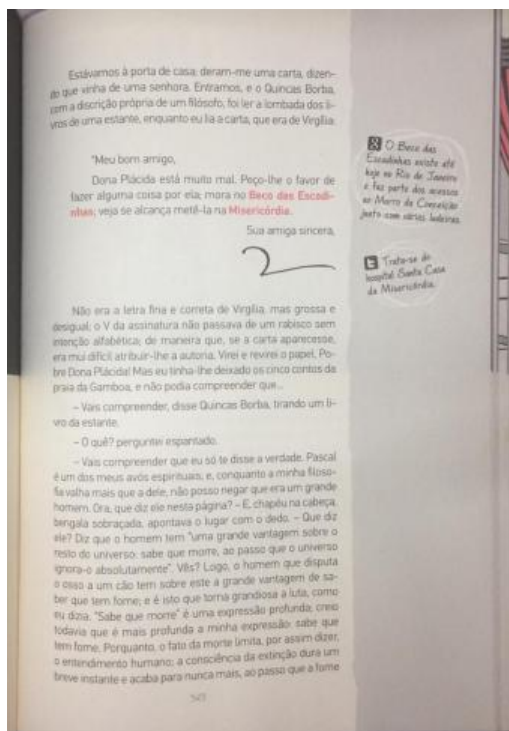 Estávamos à porta de casa; deram-me uma carta, dizen-
do que vinha de uma senhora. Entramos, e o Quincas Borba,
com a discrição própria de um filósofo, foi ler a lombada dos li-
vros de uma estante, enquanto eu lia a carta, que era de Virgília:
"Meu bom amigo,
Dona Plácida está muito mal. Peço-lhe o favor de
fazer alguma coisa por ela; mora no Beco das Escadi-
nhas; veja se alcança metê-la na Misericórdia.
Sua amiga sincera,
Não era a letra fina e correta de Virgília, mas grossa e
desigual; o V da assinatura não passava de um rabisco sem
intenção alfabética; de maneira que, se a carta aparecesse,
era mui difícil atribuir-lhe a autoria. Virei e revirei o papel. Po-
bre Dona Plácida! Mas eu tinha-lhe deixado os cinco contos da
praia da Gamboa, e não podia compreender que...
– Vais compreender, disse Quincas Borba, tirando um li-
vro da estante.
– O quê? perguntei espantado.
– Vais compreender que eu só te disse a verdade. Pascal
é um dos meus avôs espirituais; e, conquanto a minha filoso-
fia valha mais que a dele, não posso negar que era um grande
homem. Ora, que diz ele nesta página? – E, chapéu na cabeça,
bengala sobraçada, apontava o lugar com o dedo. – Que diz
ele? Diz que o homem tem "uma grande vantagem sobre o
resto do universo: sabe que morre, ao passo que o universo
ignora-o absolutamente". Vês? Logo, o homem que disputa
o osso a um cão tem sobre este a grande vantagem de sa-
ber que tem fome; e é isto que torna grandiosa a luta, como
eu dizia. "Sabe que morre" é uma expressão profunda; creio
todavia que é mais profunda a minha expressão: sabe que
tem fome. Porquanto, o fato da morte limita, por assim dizer,
o entendimento humano; a consciência da extinção dura um
breve instante e acaba para nunca mais, ao passo que a fome
O Beco das
Escadinhas existe até
hoje no Rio de Janeiro
e faz parte dos acessos
ao Morro da Conceição
junto com várias ladeiras.
Trata-se do
hospital Santa Casa
da Misericórdia.